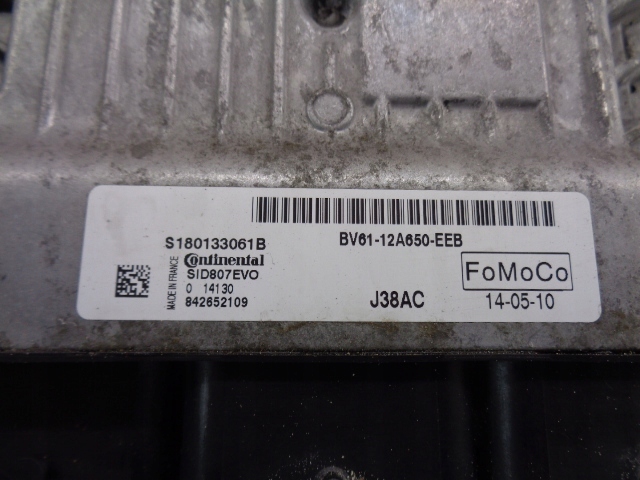 S180133061B
BV61-12A650-EEB
MADE IN FRANCE
Continental
SID807EVO
0 14130
842652109
J38AC
FoMoCo
14-05-10